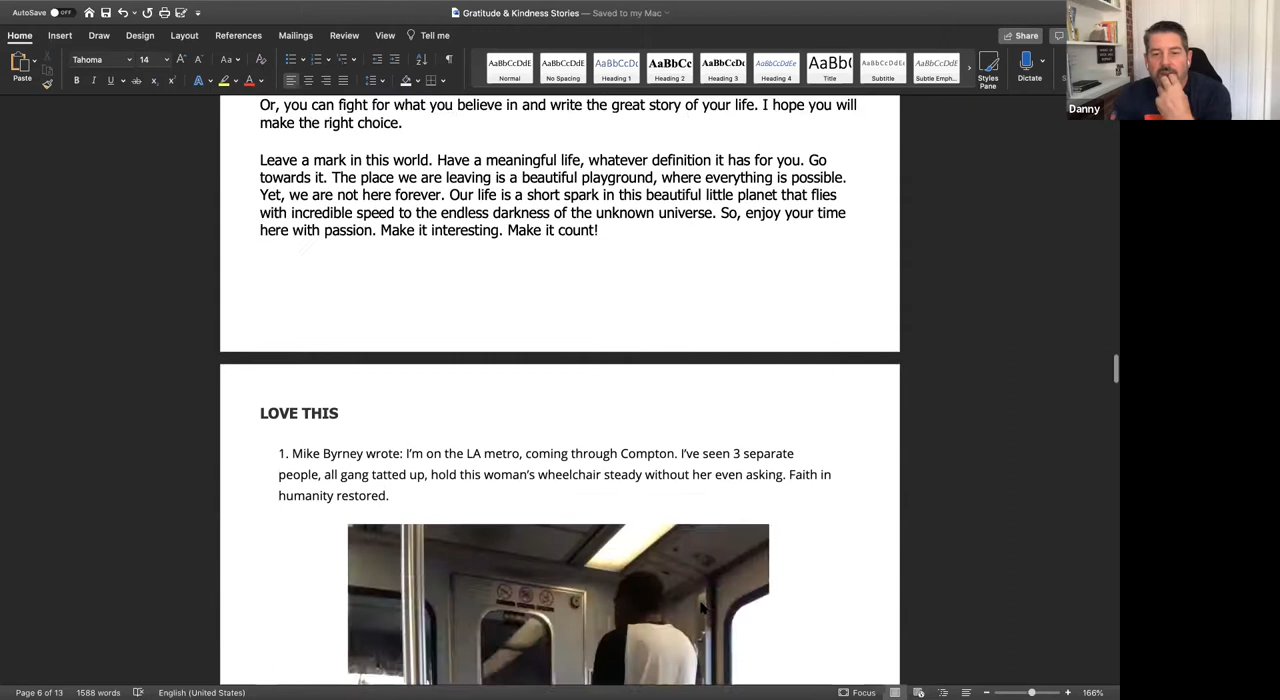 AutoSave OFF
Gratitude & Kindness Stories — Saved to my Mac
Home Insert Draw Design Layout References Mailings Review View Tell me
Share
Paste
Tahoma 14
Aa
B I U ab x x A A
AaBbCcDdE AaBbCcDdE AaBbCcDc AaBbCc AaBbCcDd AaBbCcDdEe AaBb( AaBbCcDdEe AaBbCcDdEe
Normal No Spacing Heading 1 Heading 2 Heading 3 Heading 4 Title Subtitle Subtle Emph...
Styles
Pane
Dictate
Danny
Or, you can fight for what you believe in and write the great story of your life. I hope you will
make the right choice.
Leave a mark in this world. Have a meaningful life, whatever definition it has for you. Go
towards it. The place we are leaving is a beautiful playground, where everything is possible.
Yet, we are not here forever. Our life is a short spark in this beautiful little planet that flies
with incredible speed to the endless darkness of the unknown universe. So, enjoy your time
here with passion. Make it interesting. Make it count!
LOVE THIS
1. Mike Byrney wrote: I'm on the LA metro, coming through Compton. I've seen 3 separate
people, all gang tatted up, hold this woman's wheelchair steady without her even asking. Faith in
humanity restored.
Page 6 of 13 1588 words English (United States)
Focus
166%